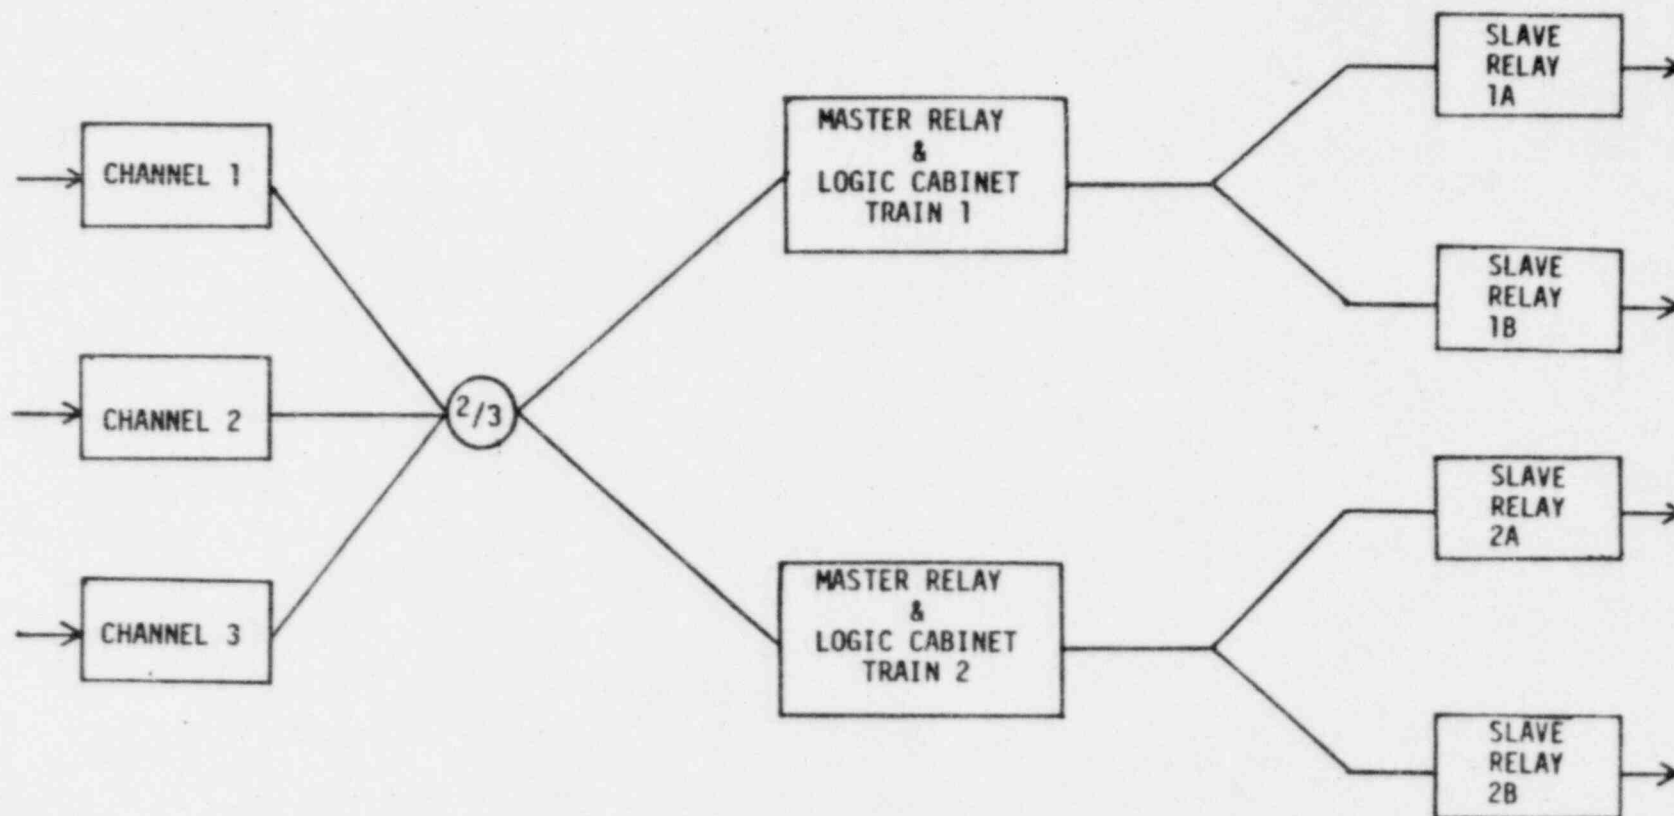 CHANNEL 1
CHANNEL 2
CHANNEL 3
2/3
MASTER RELAY
&
LOGIC CABINET
TRAIN 1
MASTER RELAY
&
LOGIC CABINET
TRAIN 2
SLAVE
RELAY
1A
SLAVE
RELAY
1B
SLAVE
RELAY
2A
SLAVE
RELAY
2B